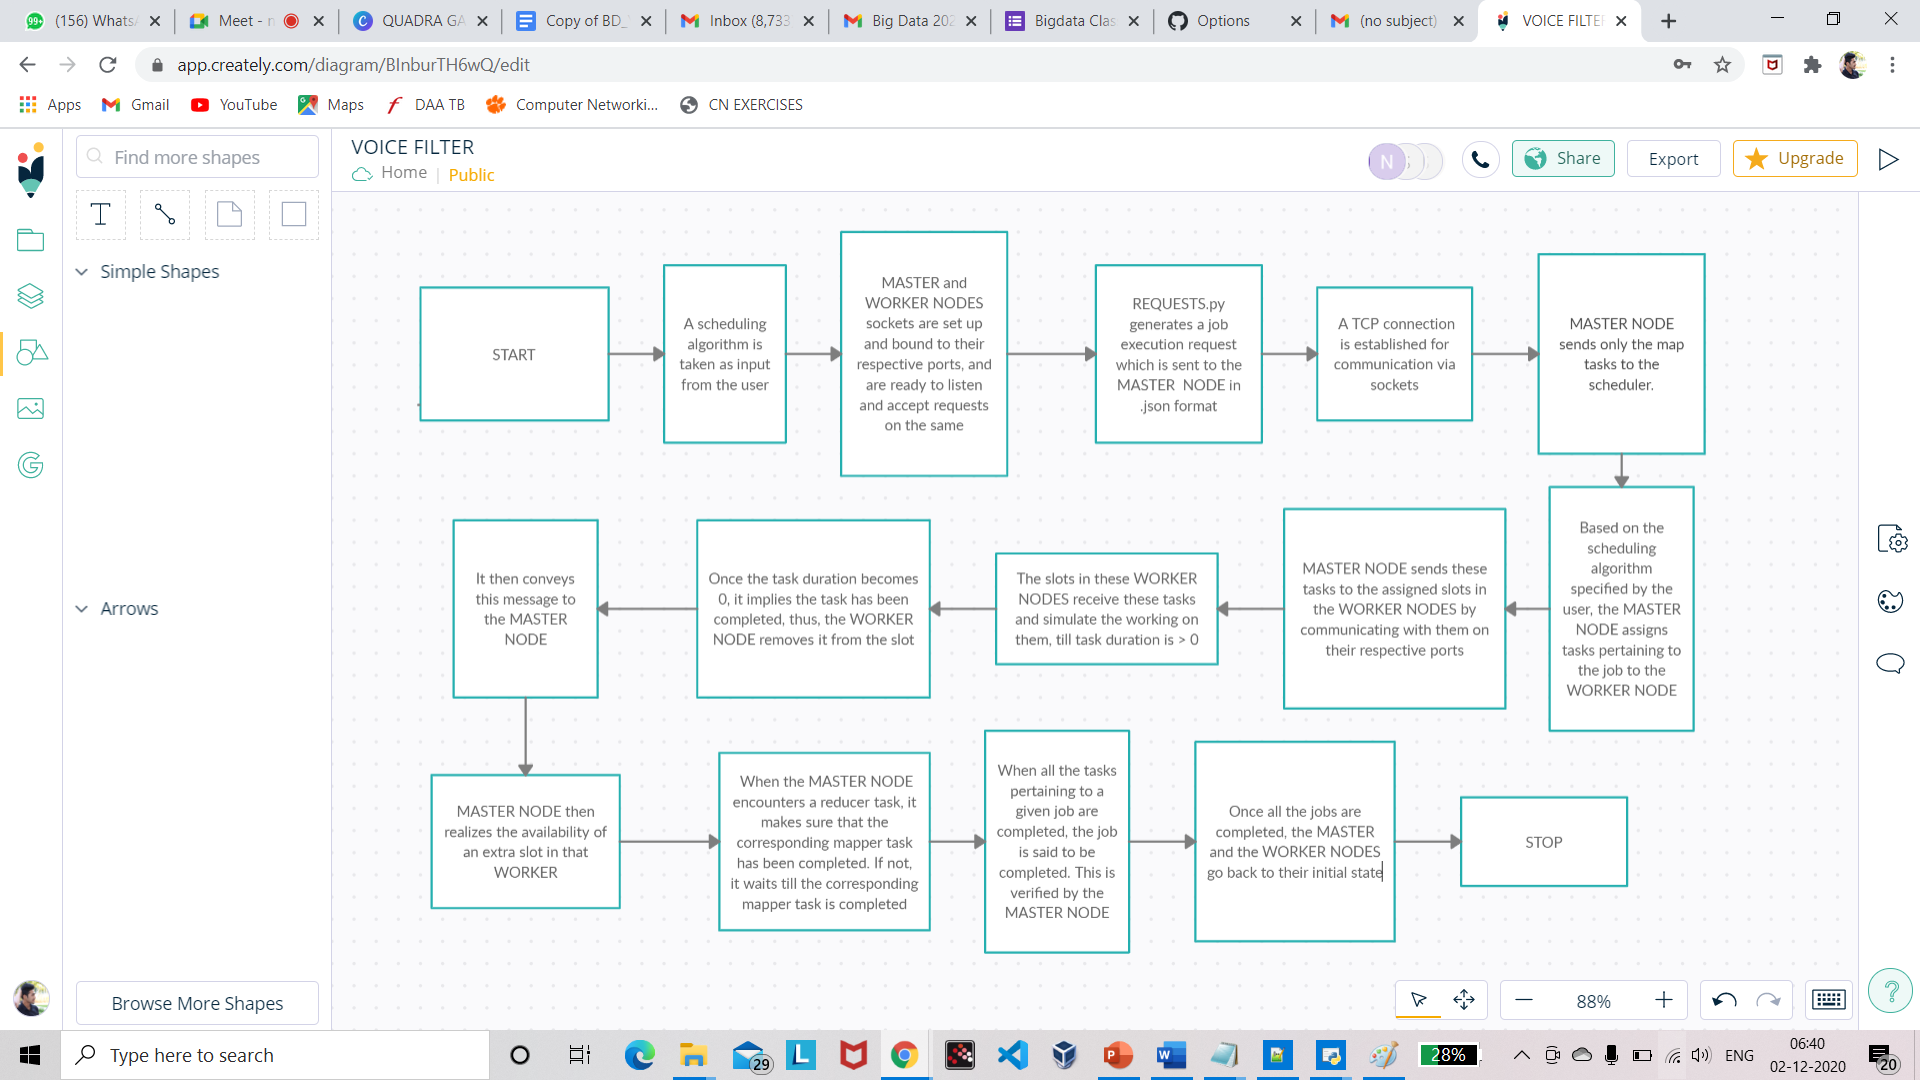 (156) Whats
Meet - n
QUADRA GA
Copy of BD_
Inbox (8,733
Big Data 202
Bigdata Clas
Options
(no subject)
VOICE FILTE
app.creately.com/diagram/BInburTH6wQ/edit
Apps
Gmail
YouTube
Maps
DAA TB
Computer Networki...
CN EXERCISES
Find more shapes
VOICE FILTER
Home
Public
N
Share
Export
Upgrade
T
Simple Shapes
Arrows
Browse More Shapes
START
A scheduling
algorithm is
taken as input
from the user
MASTER and
WORKER NODES
sockets are set up
and bound to their
respective ports, and
are ready to listen
and accept requests
on the same
REQUESTS.py
generates a job
execution request
which is sent to the
MASTER NODE in
.json format
A TCP connection
is established for
communication via
sockets
MASTER NODE
sends only the map
tasks to the
scheduler.
Based on the
scheduling
algorithm
specified by the
user, the MASTER
NODE assigns
tasks pertaining to
the job to the
WORKER NODE
MASTER NODE sends these
tasks to the assigned slots in
the WORKER NODES by
communicating with them on
their respective ports
The slots in these WORKER
NODES receive these tasks
and simulate the working on
them, till task duration is > 0
Once the task duration becomes
0, it implies the task has been
completed, thus, the WORKER
NODE removes it from the slot
It then conveys
this message to
the MASTER
NODE
MASTER NODE then
realizes the availability of
an extra slot in that
WORKER
When the MASTER NODE
encounters a reducer task, it
makes sure that the
corresponding mapper task
has been completed. If not,
it waits till the corresponding
mapper task is completed
When all the tasks
pertaining to a
given job are
completed, the job
is said to be
completed. This is
verified by the
MASTER NODE
Once all the jobs are
completed, the MASTER
and the WORKER NODES
go back to their initial state
STOP
88%
?
Type here to search
29
L
28%
ENG
06:40
02-12-2020
20